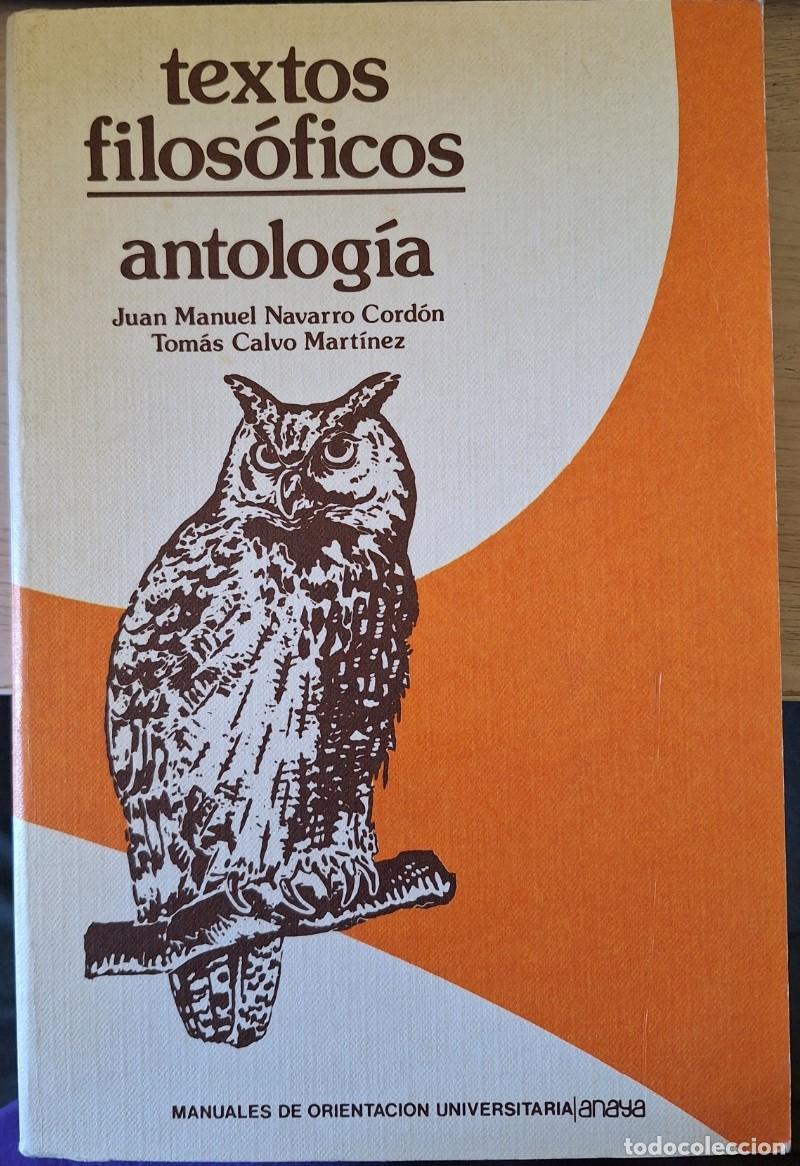 textos
filosóficos
antología
Juan Manuel Navarro Cordón
Tomás Calvo Martínez
MANUALES DE ORIENTACION UNIVERSITARIA|anaya
todocoleccion